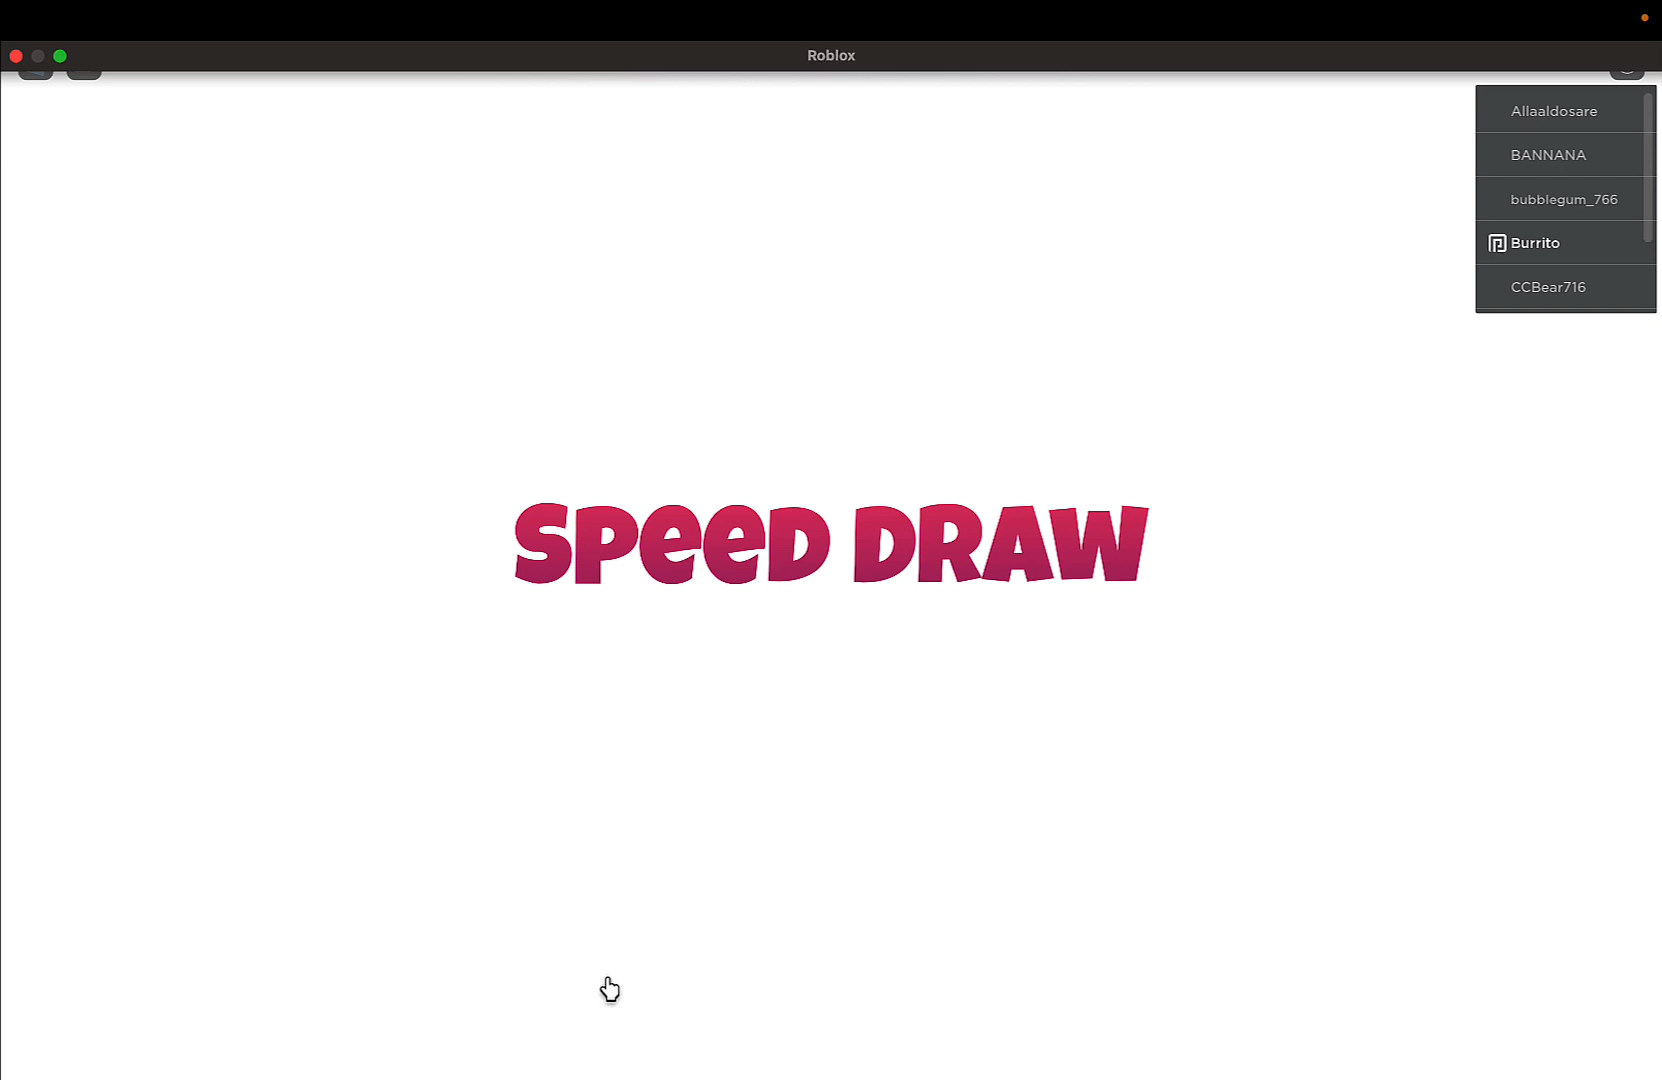 Roblox
Allaaldosare
BANNANA
bubblegum_766
Burrito
CCBear716
SPEED DRAW